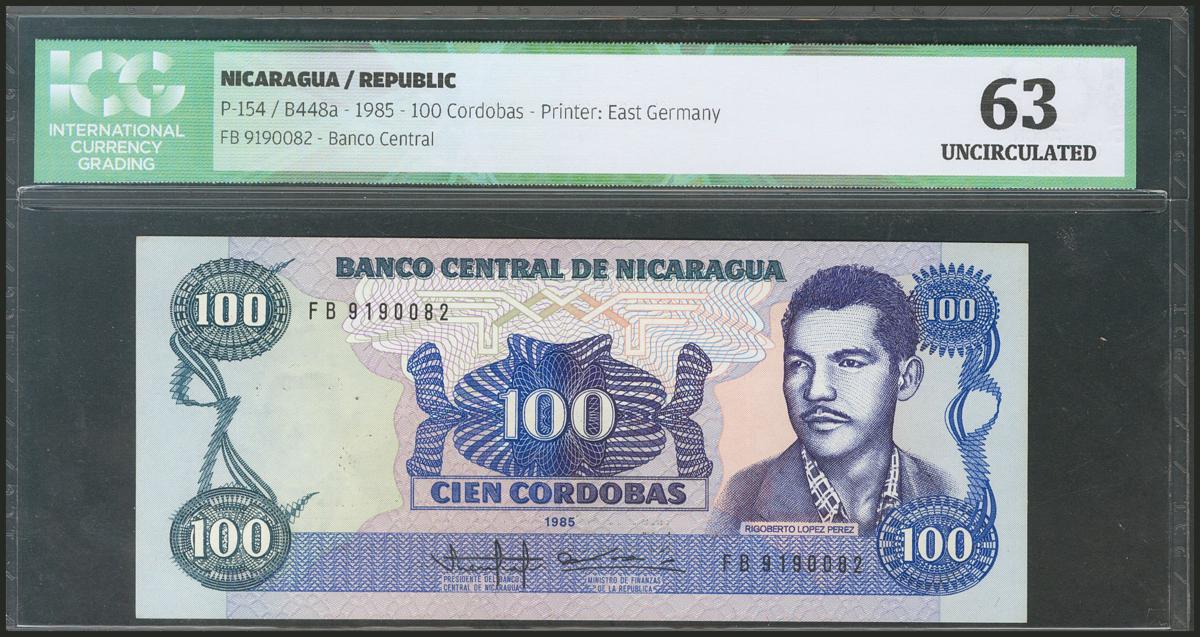 ICG
INTERNATIONAL
CURRENCY
GRADING
NICARAGUA / REPUBLIC
P-154 / B448a - 1985 - 100 Cordobas - Printer: East Germany
FB 9190082 - Banco Central
63
UNCIRCULATED
BANCO CENTRAL DE NICARAGUA
100
FB 9190082
100
100
CIEN CORDOBAS
1985
RIGOBERTO LOPEZ PEREZ
100
100
FB 9190082
PRESIDENTE DEL BANCO
CENTRAL DE NICARAGUA
MINISTRO DE FINANZAS
DE LA REPUBLICA